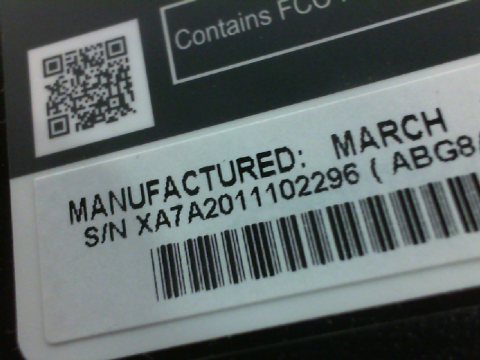 Contains FCC
MANUFACTURED: MARCH
S/N XA7A2011102296 ( ABG8